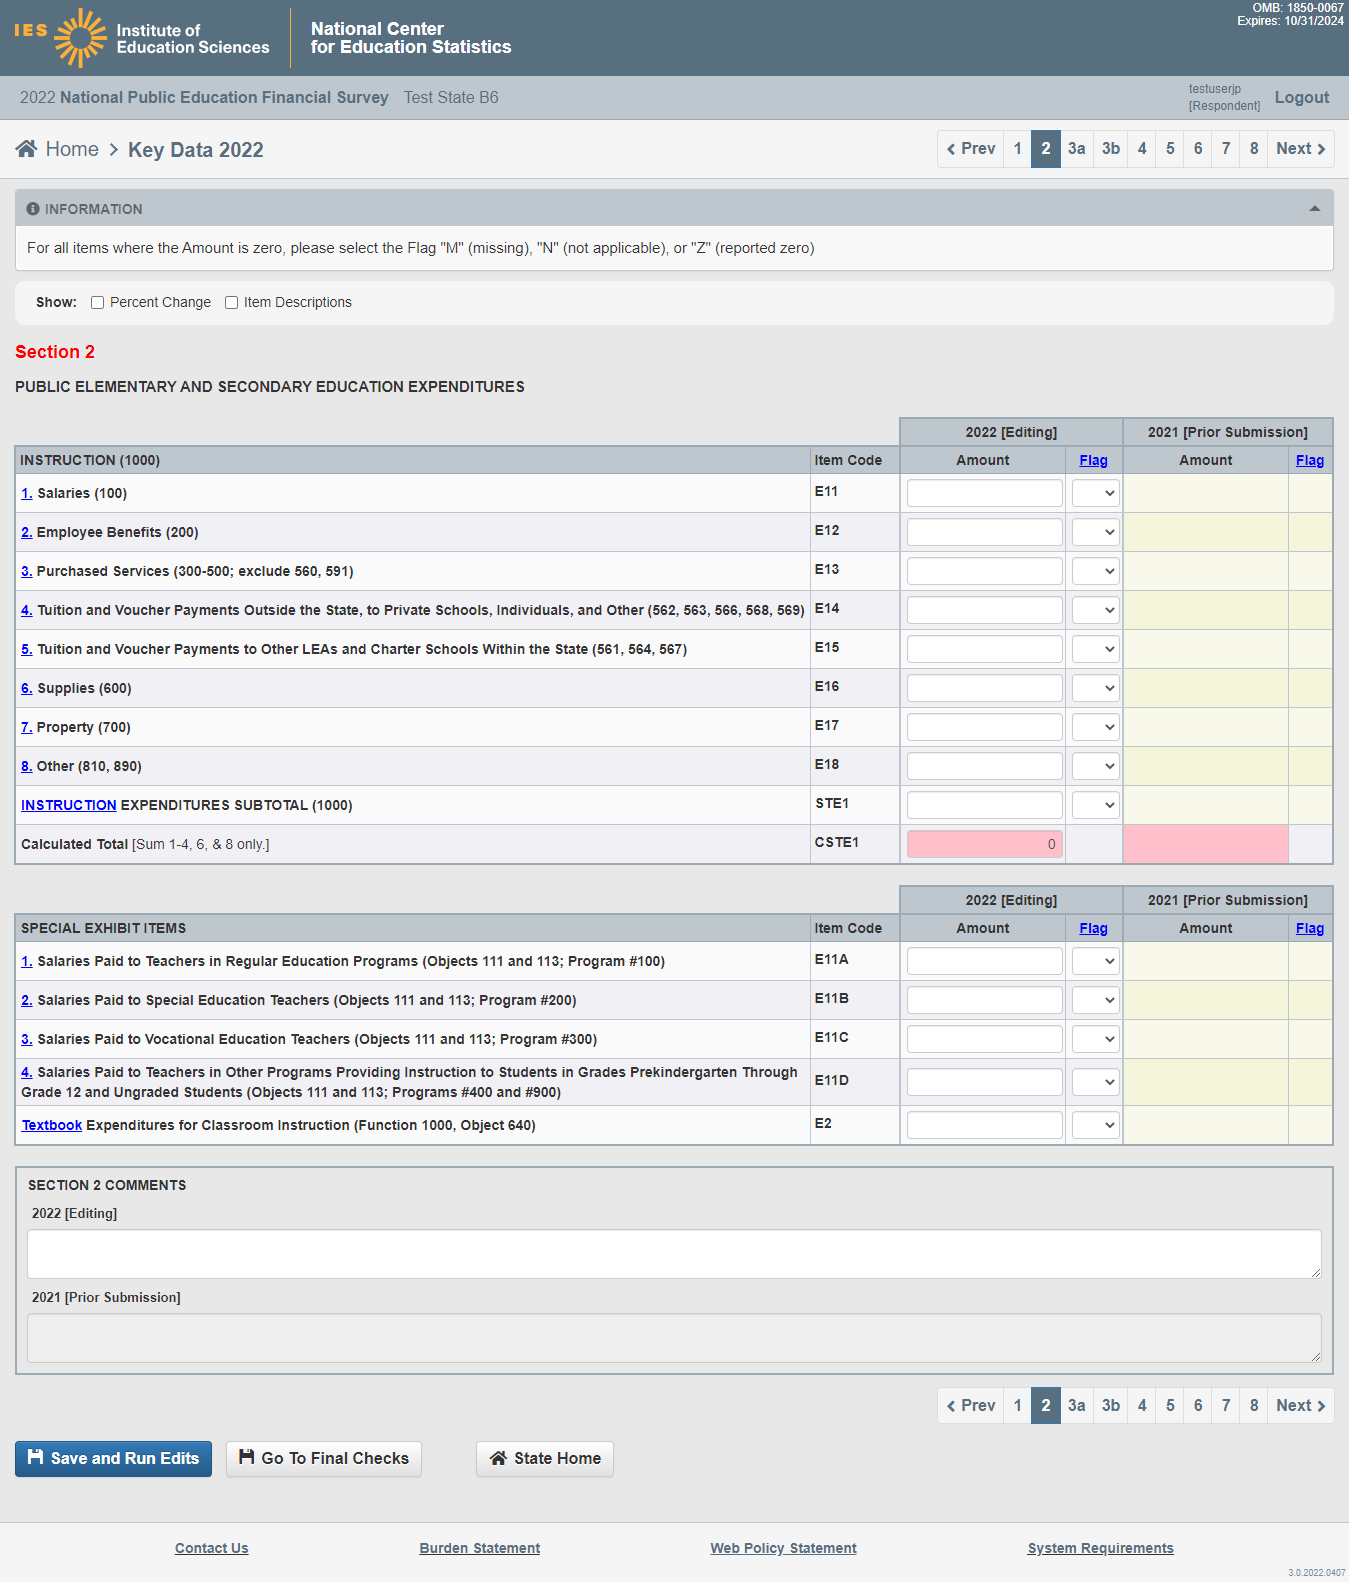 IES Institute of Education Sciences
National Center for Education Statistics
OMB: 1850-0067
Expires: 10/31/2024
2022 National Public Education Financial Survey Test State B6
testuserjp
[Respondent]
Logout
Home > Key Data 2022
Prev 1 2 3a 3b 4 5 6 7 8 Next
INFORMATION
For all items where the Amount is zero, please select the Flag "M" (missing), "N" (not applicable), or "Z" (reported zero)
Show: Percent Change Item Descriptions
Section 2
PUBLIC ELEMENTARY AND SECONDARY EDUCATION EXPENDITURES
2022 [Editing] 2021 [Prior Submission]
INSTRUCTION (1000) Item Code Amount Flag Amount Flag
1. Salaries (100) E11
2. Employee Benefits (200) E12
3. Purchased Services (300-500; exclude 560, 591) E13
4. Tuition and Voucher Payments Outside the State, to Private Schools, Individuals, and Other (562, 563, 566, 568, 569) E14
5. Tuition and Voucher Payments to Other LEAs and Charter Schools Within the State (561, 564, 567) E15
6. Supplies (600) E16
7. Property (700) E17
8. Other (810, 890) E18
INSTRUCTION EXPENDITURES SUBTOTAL (1000) STE1
Calculated Total [Sum 1-4, 6, & 8 only.] CSTE1 0
2022 [Editing] 2021 [Prior Submission]
SPECIAL EXHIBIT ITEMS Item Code Amount Flag Amount Flag
1. Salaries Paid to Teachers in Regular Education Programs (Objects 111 and 113; Program #100) E11A
2. Salaries Paid to Special Education Teachers (Objects 111 and 113; Program #200) E11B
3. Salaries Paid to Vocational Education Teachers (Objects 111 and 113; Program #300) E11C
4. Salaries Paid to Teachers in Other Programs Providing Instruction to Students in Grades Prekindergarten Through
Grade 12 and Ungraded Students (Objects 111 and 113; Programs #400 and #900) E11D
Textbook Expenditures for Classroom Instruction (Function 1000, Object 640) E2
SECTION 2 COMMENTS
2022 [Editing]
2021 [Prior Submission]
Prev 1 2 3a 3b 4 5 6 7 8 Next
Save and Run Edits Go To Final Checks State Home
Contact Us Burden Statement Web Policy Statement System Requirements
3.0.2022.0407